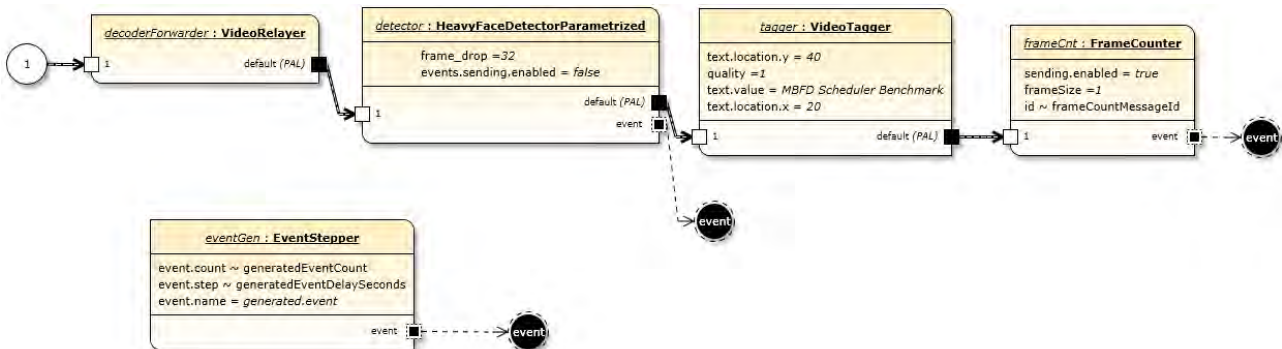 1
decoderForwarder : VideoRelayer
1
default (PAL)
detector : HeavyFaceDetectorParametrized
frame_drop =32
events.sending.enabled = false
default (PAL)
1
event
event
tagger : VideoTagger
text.location.y = 40
quality =1
text.value = MBFD Scheduler Benchmark
text.location.x = 20
1
default (PAL)
frameCnt : FrameCounter
sending.enabled = true
frameSize =1
id ~ frameCountMessageId
1
event
event
eventGen : EventStepper
event.count ~ generatedEventCount
event.step ~ generatedEventDelaySeconds
event.name = generated.event
event
event